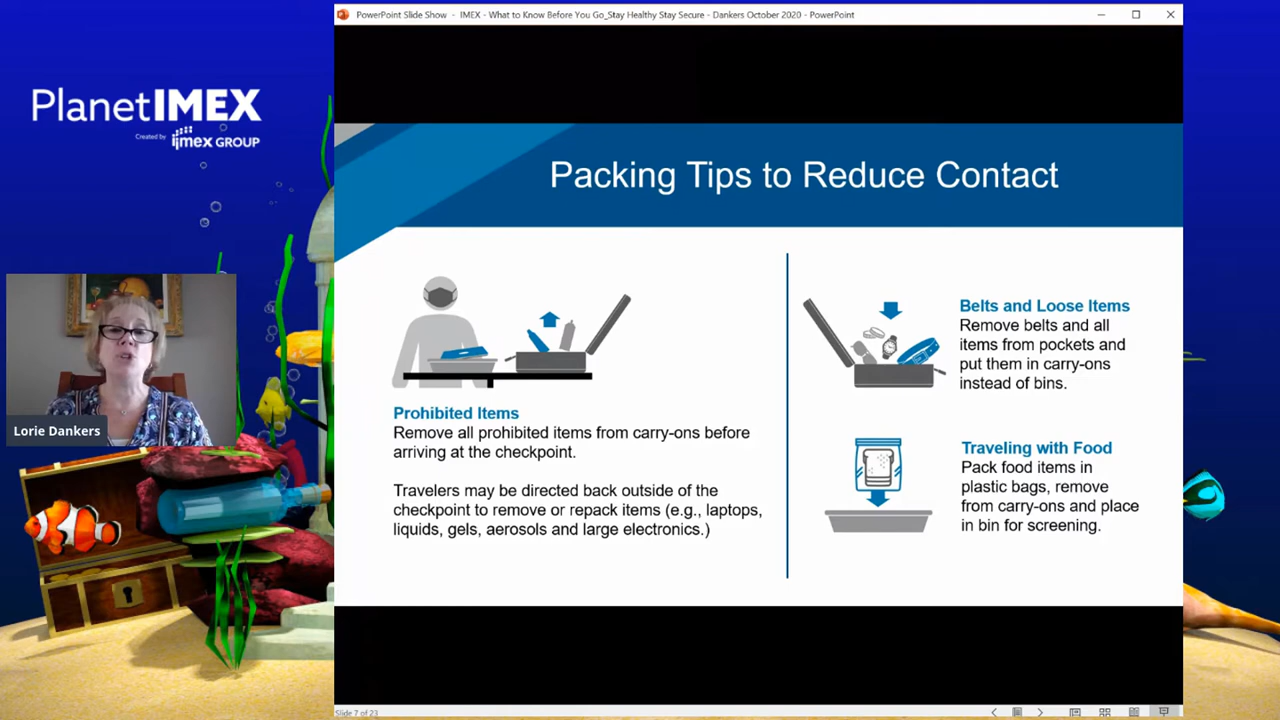 PowerPoint Slide Show - IMEX - What to Know Before You Go_Stay Healthy Stay Secure - Dankers October 2020 - PowerPoint
PlanetIMEX
Created by
imex GROUP
Packing Tips to Reduce Contact
Prohibited Items
Remove all prohibited items from carry-ons before
arriving at the checkpoint.
Travelers may be directed back outside of the
checkpoint to remove or repack items (e.g., laptops,
liquids, gels, aerosols and large electronics.)
Belts and Loose Items
Remove belts and all
items from pockets and
put them in carry-ons
instead of bins.
Traveling with Food
Pack food items in
plastic bags, remove
from carry-ons and place
in bin for screening.
Lorie Dankers
Slide 7 of 23